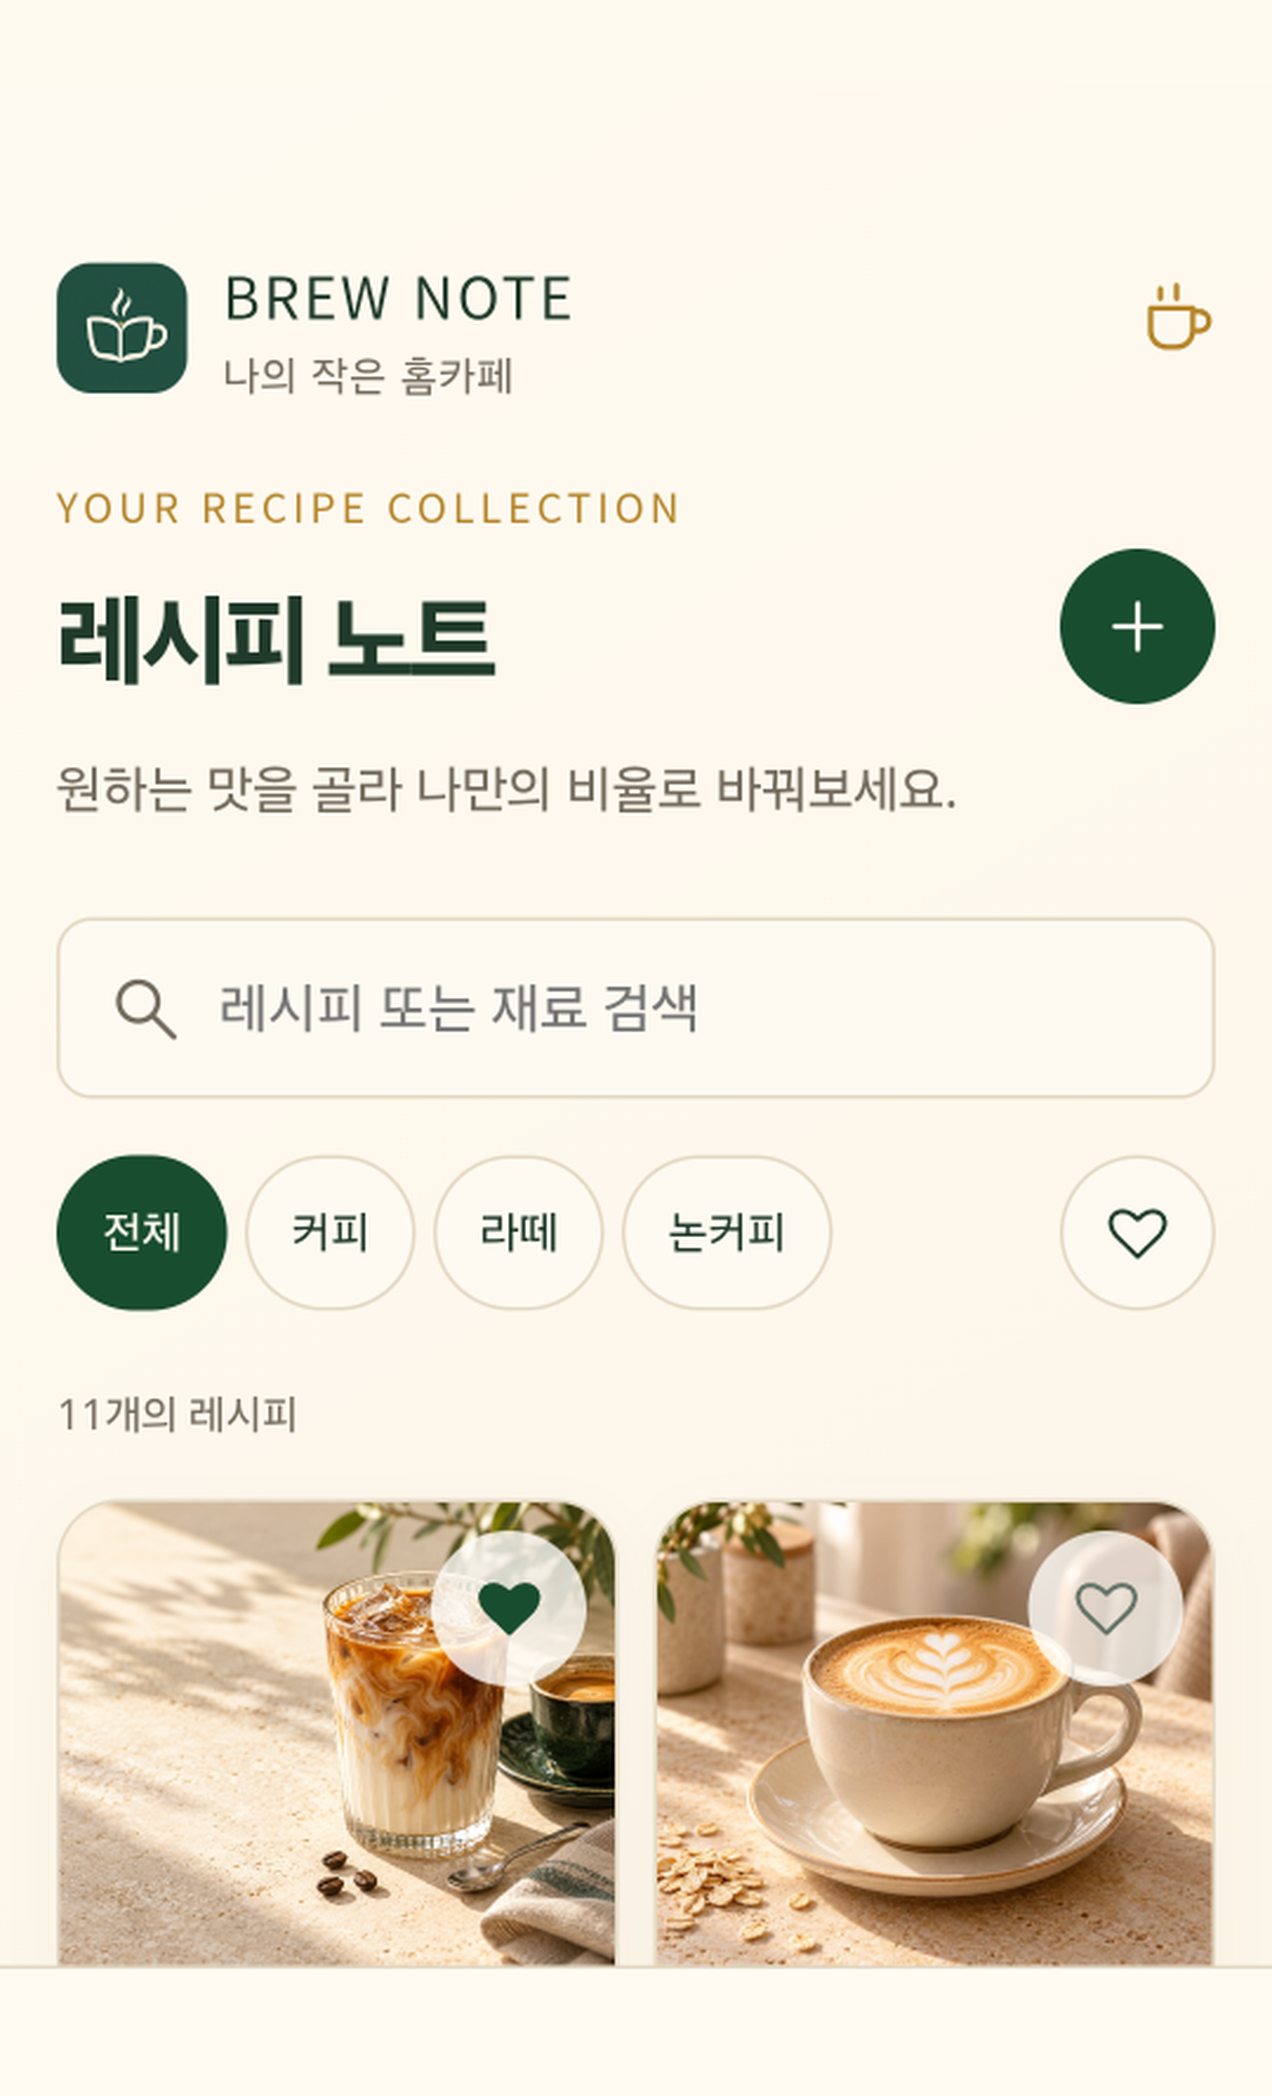 BREW NOTE
나의 작은 홈카페
YOUR RECIPE COLLECTION
레시피 노트
원하는 맛을 골라 나만의 비율로 바꿔보세요.
레시피 또는 재료 검색
전체 커피 라떼 논커피
11개의 레시피